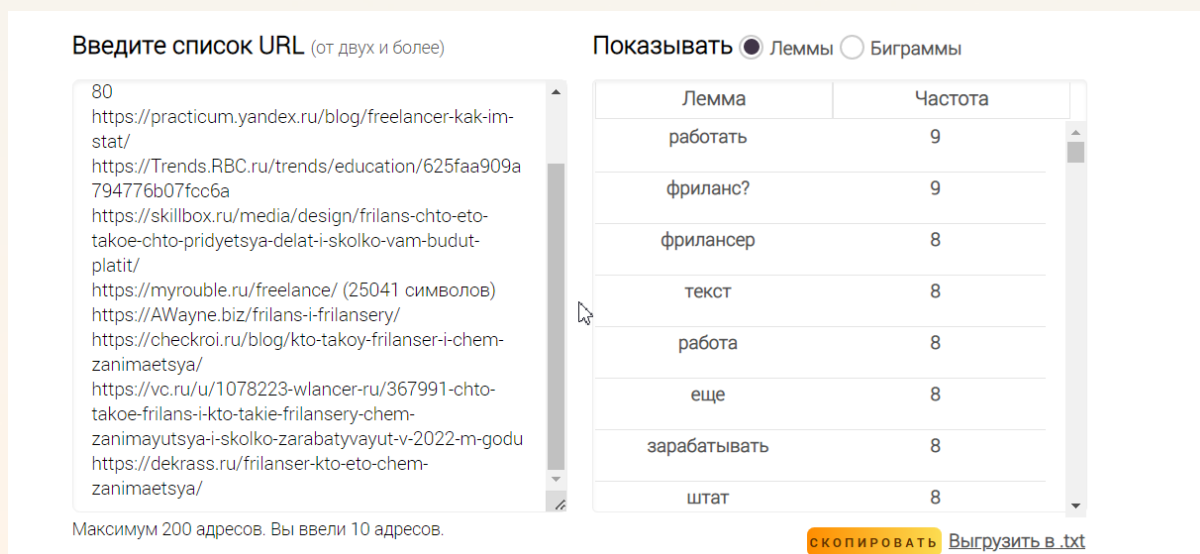 Введите список URL (от двух и более)
80
https://practicum.yandex.ru/blog/freelancer-kak-im-
stat/
https://Trends.RBC.ru/trends/education/625faa909a
794776b07fcc6a
https://skillbox.ru/media/design/frilans-chto-eto-
takoe-chto-pridyetsya-delat-i-skolko-vam-budut-
platit/
https://myrouble.ru/freelance/ (25041 символов)
https://AWayne.biz/frilans-i-frilansery/
https://checkroi.ru/blog/kto-takoy-frilanser-i-chem-
zanimaetsya/
https://vc.ru/u/1078223-wlancer-ru/367991-chto-
takoe-frilans-i-kto-takie-frilansery-chem-
zanimayutsya-i-skolko-zarabatyvayut-v-2022-m-godu
https://dekrass.ru/frilanser-kto-eto-chem-
zanimaetsya/
Максимум 200 адресов. Вы ввели 10 адресов.
Показывать Леммы Биграммы
Лемма Частота
работать 9
фриланс? 9
фрилансер 8
текст 8
работа 8
еще 8
зарабатывать 8
штат 8
СКОПИРОВАТЬ Выгрузить в .txt